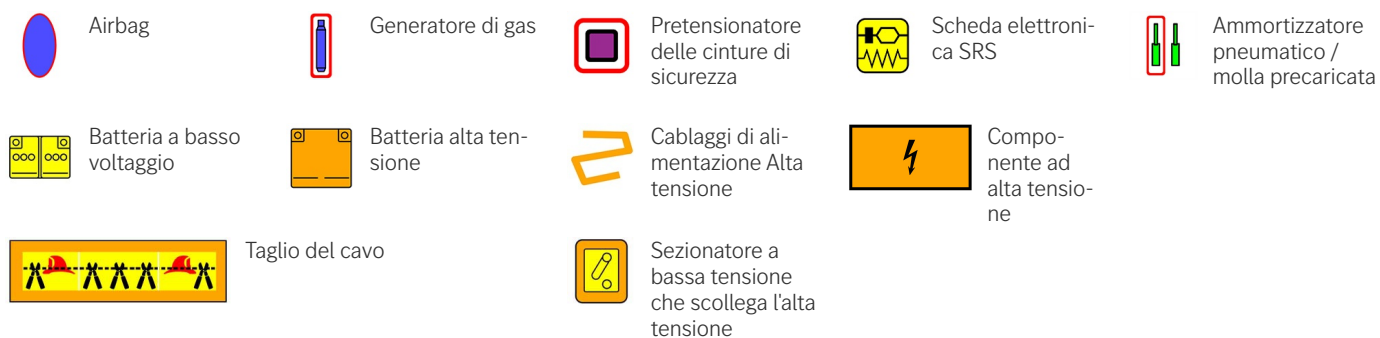 Airbag
Generatore di gas
Pretensionatore
delle cinture di
sicurezza
Scheda elettroni-
ca SRS
Ammortizzatore
pneumatico /
molla precaricata
Batteria a basso
voltaggio
Batteria alta ten-
sione
Cablaggi di ali-
mentazione Alta
tensione
Compo-
nente ad
alta tensio-
ne
Taglio del cavo
Sezionatore a
bassa tensione
che scollega l'alta
tensione